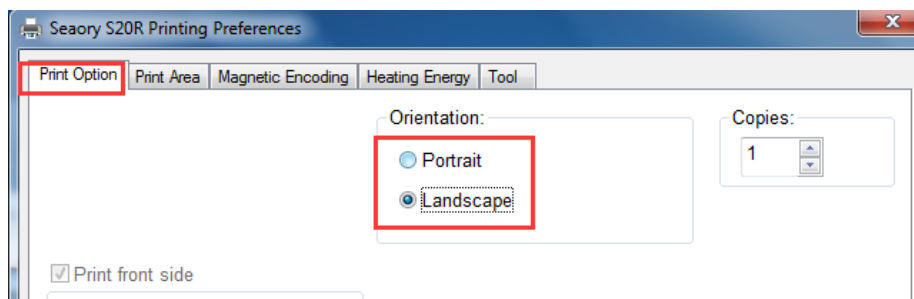 Seaory S20R Printing Preferences
Print Option Print Area Magnetic Encoding Heating Energy Tool
Orientation: Copies:
Portrait 1
Landscape
Print front side